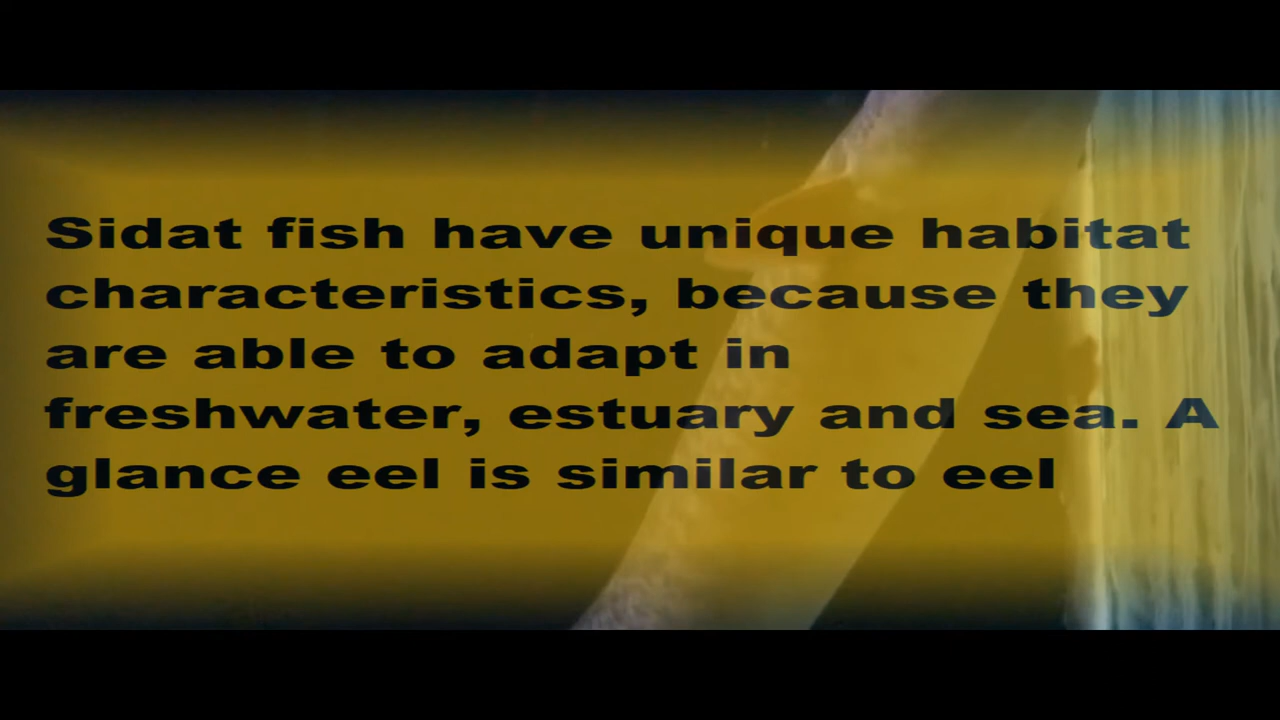 Sidat fish have unique habitat
characteristics, because they
are able to adapt in
freshwater, estuary and sea. A
glance eel is similar to eel